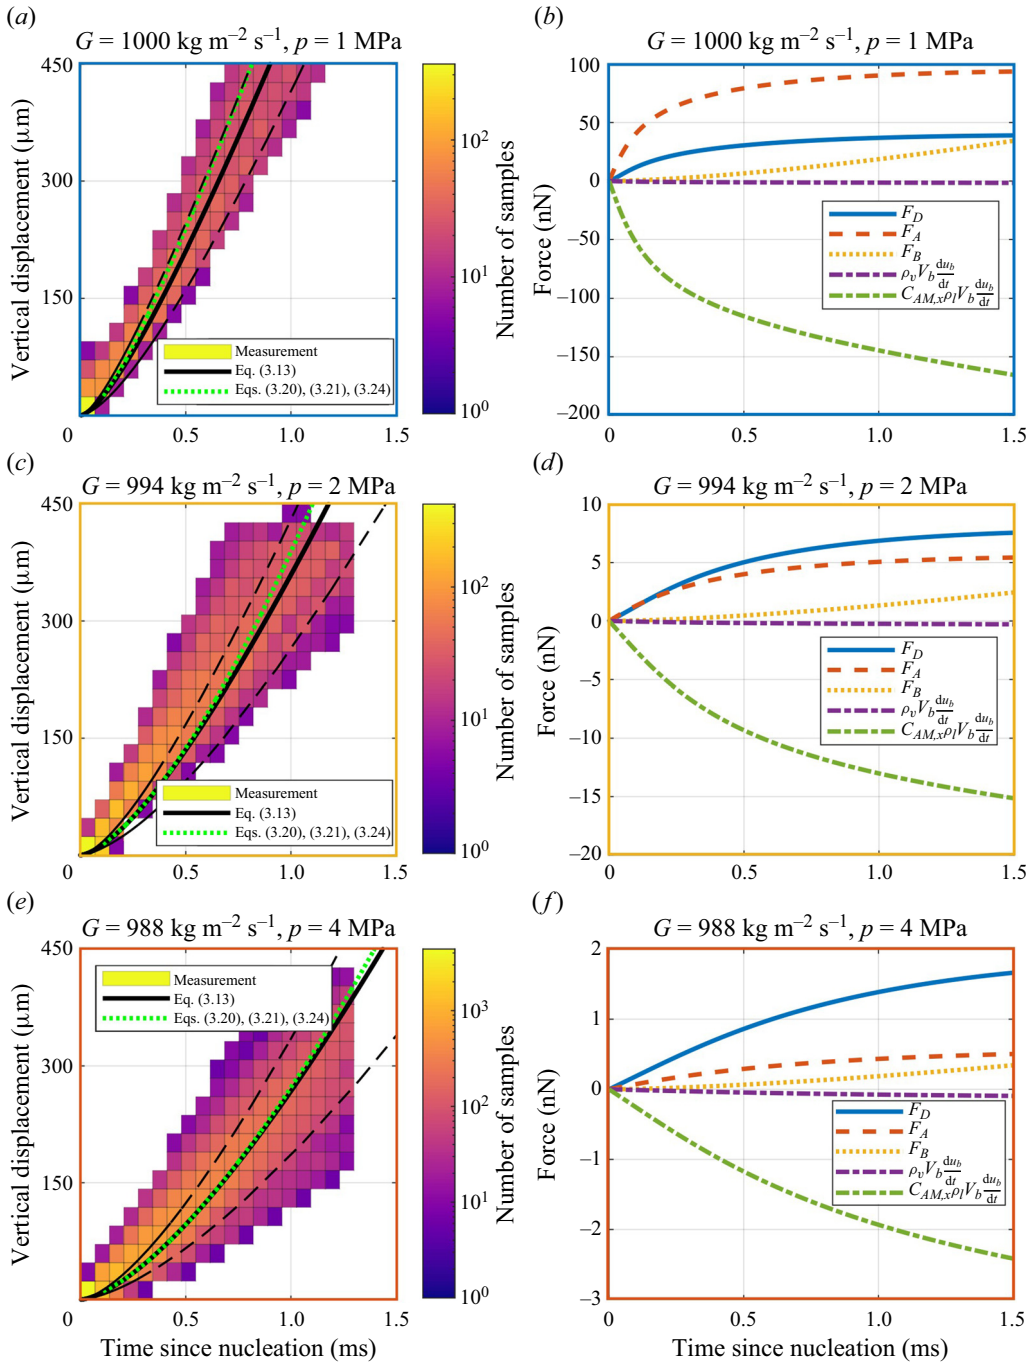 (a)
G = 1000 kg m⁻² s⁻¹, p = 1 MPa
450
300
150
0
0 0.5 1.0 1.5
Vertical displacement (μm)
Measurement
Eq. (3.13)
Eqs. (3.20), (3.21), (3.24)
10²
10¹
10⁰
Number of samples
(b)
G = 1000 kg m⁻² s⁻¹, p = 1 MPa
100
50
0
−50
−100
−150
−200
0 0.5 1.0 1.5
Force (nN)
F_D
F_A
F_B
ρ_v V_b du_b/dt
C_{AM,x} ρ_l V_b du_b/dt
(c)
G = 994 kg m⁻² s⁻¹, p = 2 MPa
450
300
150
0
0 0.5 1.0 1.5
Vertical displacement (μm)
Measurement
Eq. (3.13)
Eqs. (3.20), (3.21), (3.24)
10²
10¹
10⁰
Number of samples
(d)
G = 994 kg m⁻² s⁻¹, p = 2 MPa
10
5
0
−5
−10
−15
−20
0 0.5 1.0 1.5
Force (nN)
F_D
F_A
F_B
ρ_v V_b du_b/dt
C_{AM,x} ρ_l V_b du_b/dt
(e)
G = 988 kg m⁻² s⁻¹, p = 4 MPa
450
300
150
0
0 0.5 1.0 1.5
Vertical displacement (μm)
Time since nucleation (ms)
Measurement
Eq. (3.13)
Eqs. (3.20), (3.21), (3.24)
10³
10²
10¹
10⁰
Number of samples
(f)
G = 988 kg m⁻² s⁻¹, p = 4 MPa
2
1
0
−1
−2
−3
0 0.5 1.0 1.5
Force (nN)
Time since nucleation (ms)
F_D
F_A
F_B
ρ_v V_b du_b/dt
C_{AM,x} ρ_l V_b du_b/dt